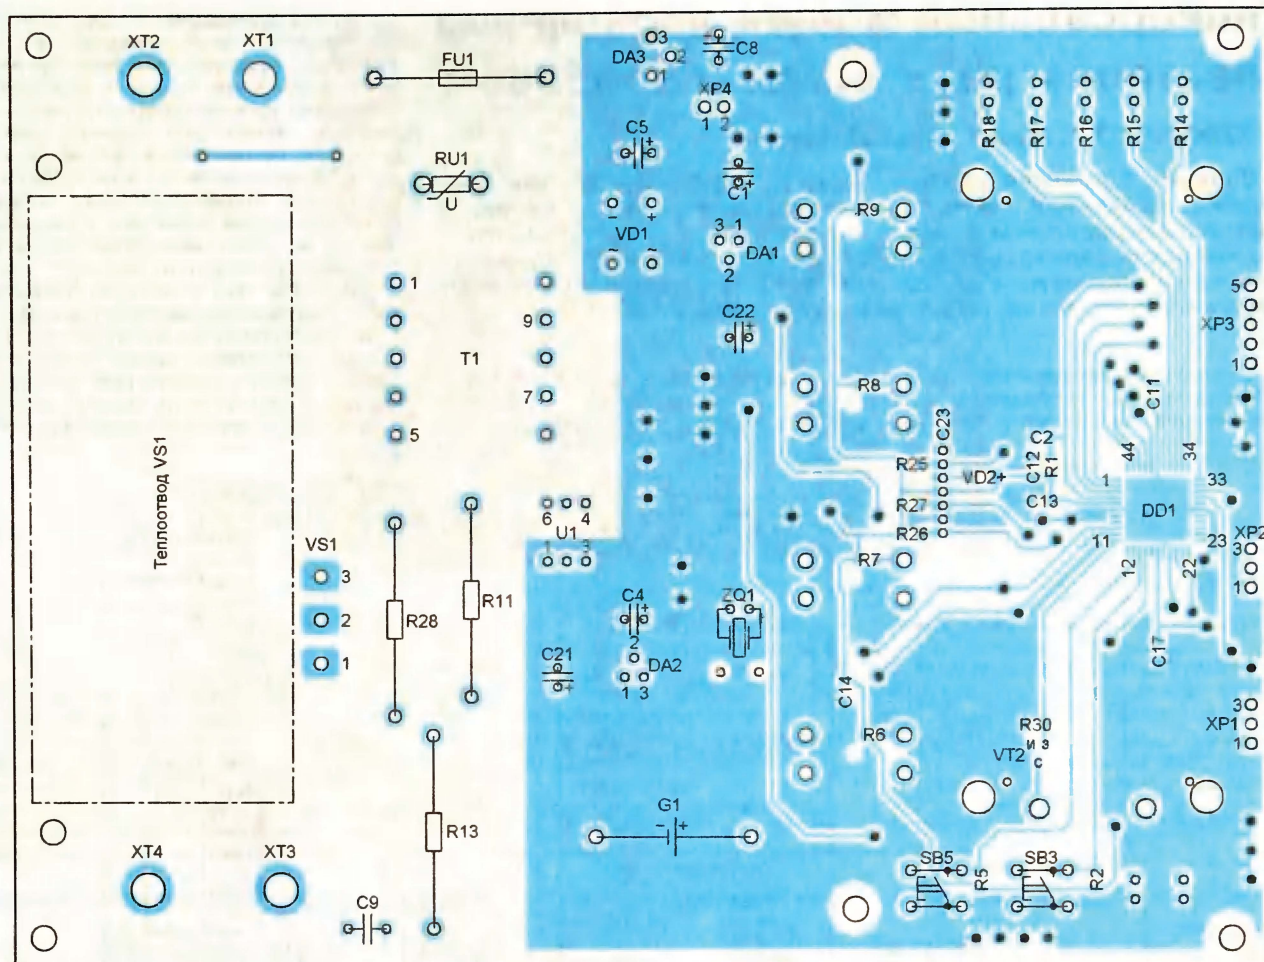 XT2
XT1
FU1
DA3
3
2
1
+
C8
XP4
1 2
C5
+
RU1
U
C1
+
R18
R17
R16
R15
R14
-
+
VD1
~
~
3 1
DA1
2
R9
1
9
T1
7
5
C22
+
5
XP3
1
R8
C11
Теплоотвод VS1
C23
R25
R27
R26
VD2+
C2
C12
R1
C13
44
34
1
33
DD1
11
23
12
22
XP2
3
1
6
4
U1
1
3
VS1
3
2
1
R28
R11
C4
+
2
DA2
1 3
C21
+
ZQ1
R7
C14
C17
R6
R30
и э
с
VT2
3
XP1
1
R13
G1
- +
XT4
XT3
C9
SB5
R5
SB3
R2